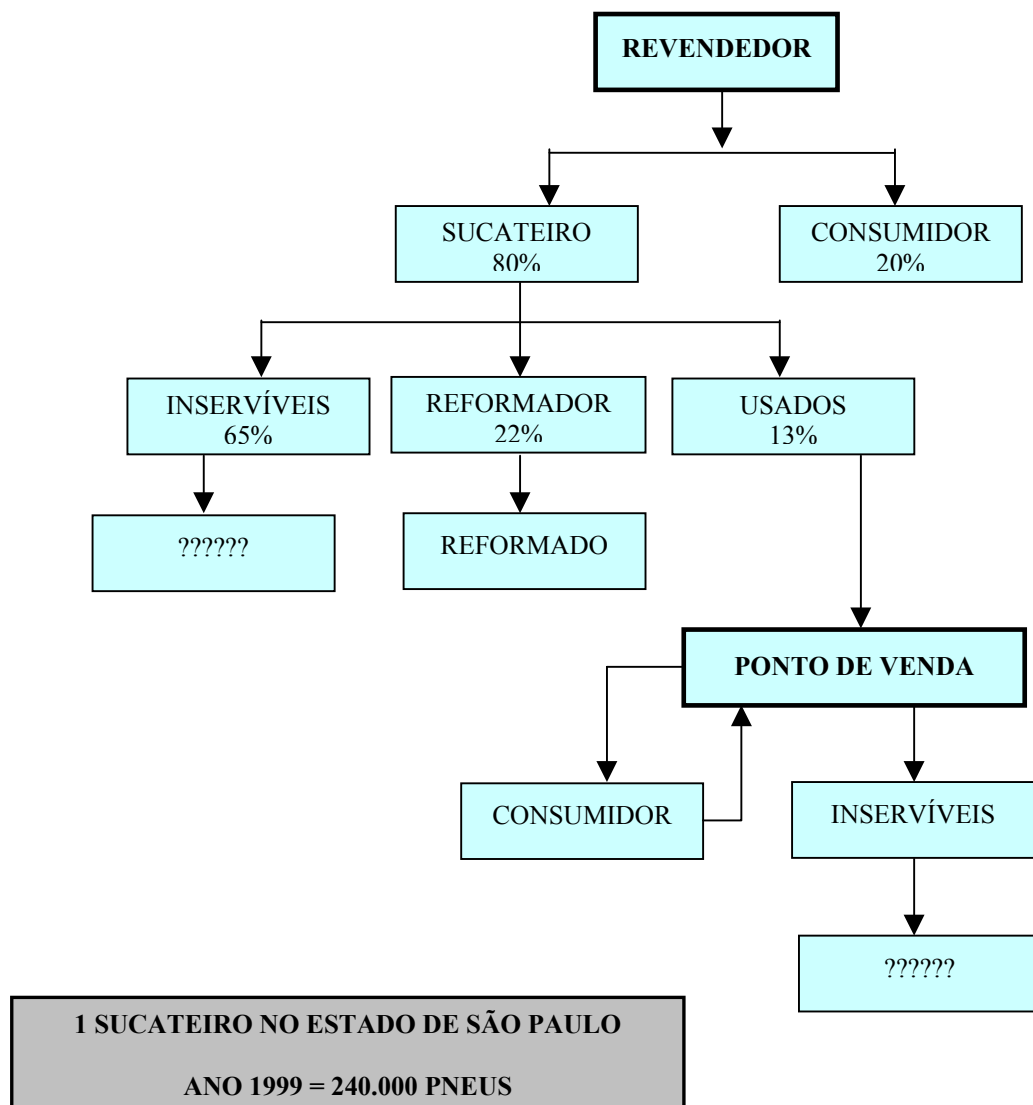 REVENDEDOR
SUCATEIRO
80%
CONSUMIDOR
20%
INSERVÍVEIS
65%
REFORMADOR
22%
USADOS
13%
??????
REFORMADO
PONTO DE VENDA
CONSUMIDOR
INSERVÍVEIS
??????
1 SUCATEIRO NO ESTADO DE SÃO PAULO
ANO 1999 = 240.000 PNEUS